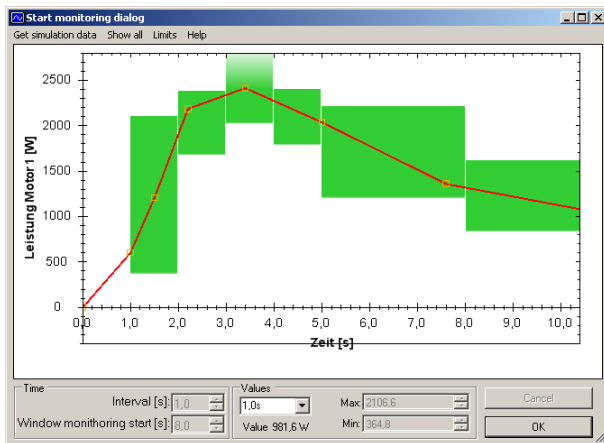 Start monitoring dialog
Get simulation data Show all Limits Help
Leistung Motor 1 [W]
2500
2000
1500
1000
500
0
0,0 1,0 2,0 3,0 4,0 5,0 6,0 7,0 8,0 9,0 10,0
Zeit [s]
Time
Interval [s]: 1,0
Window monithoring start [s]: 8,0
Values
1,0s
Value 981,6 W
Max: 2106,6
Min: 364,8
Cancel
OK